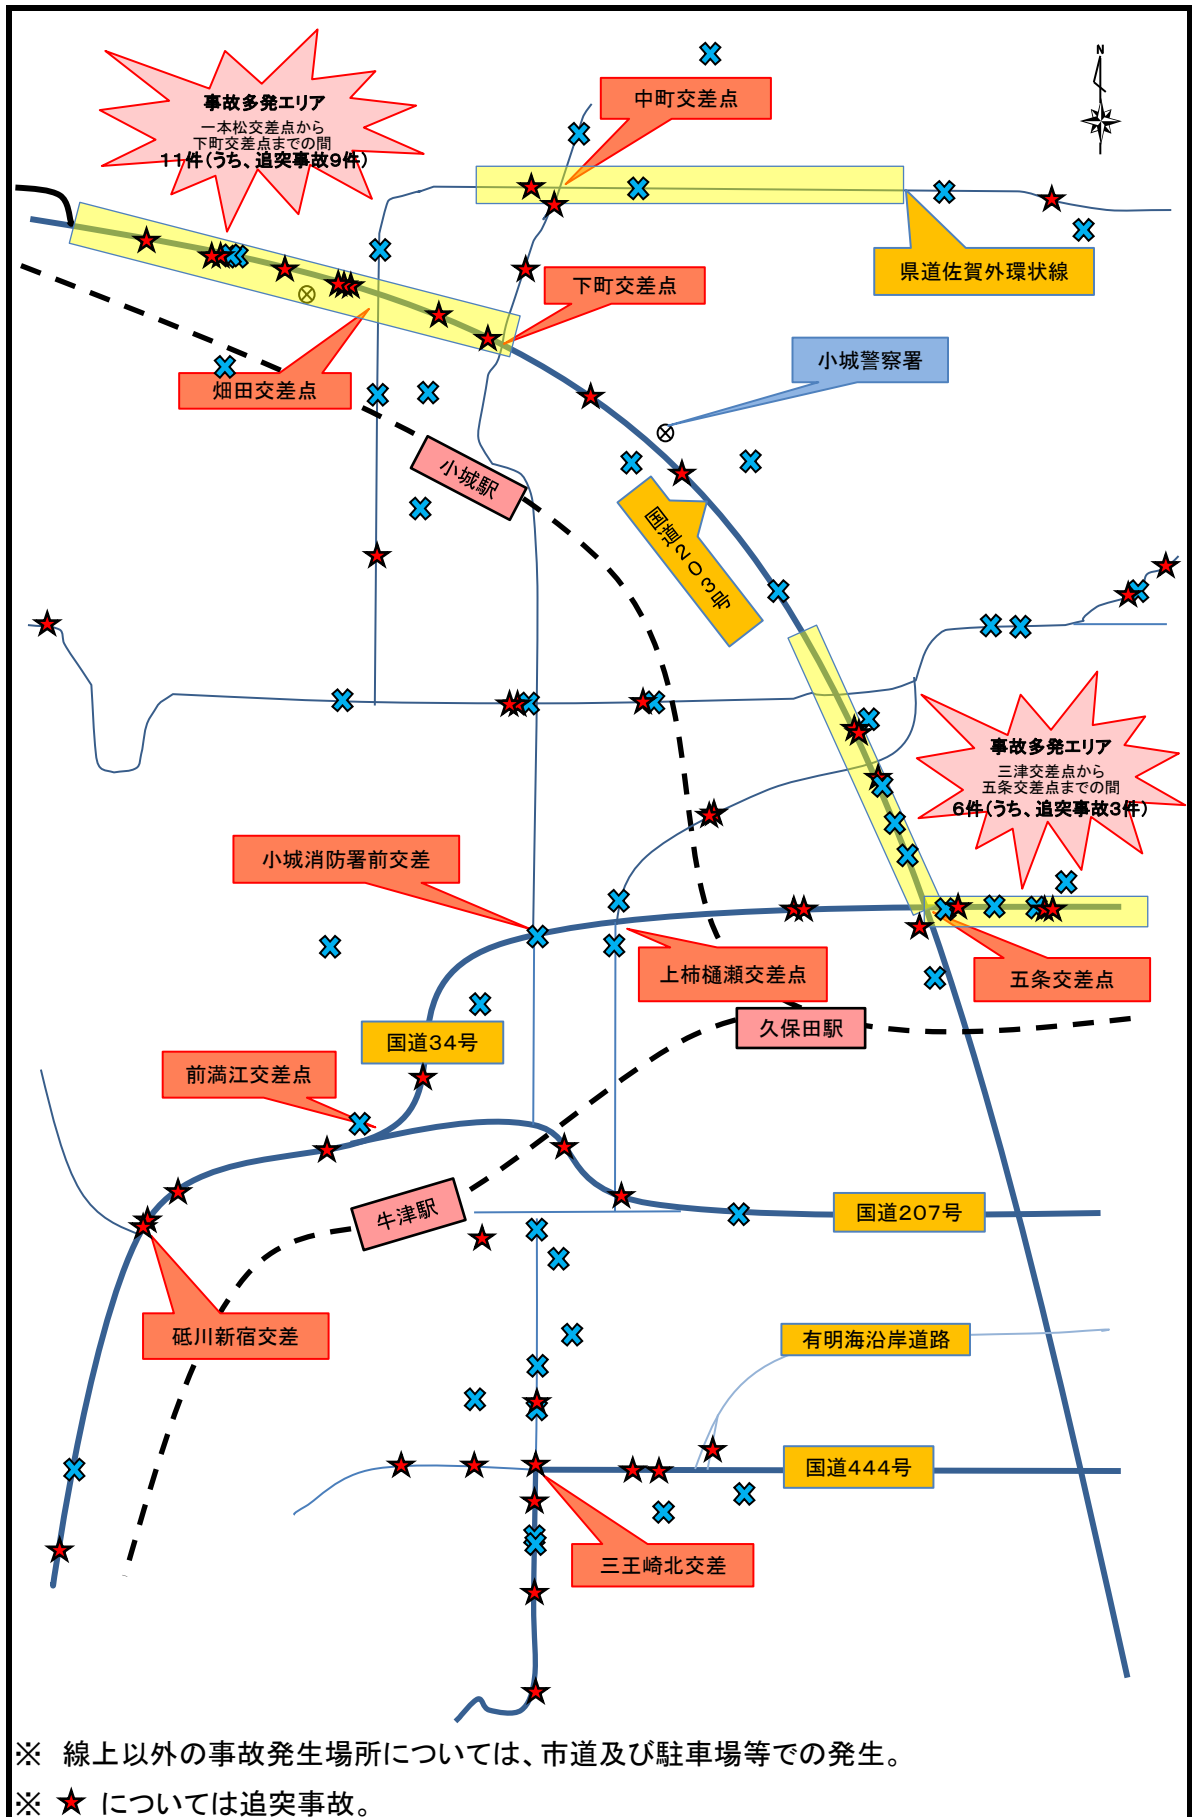 N
事故多発エリア
一本松交差点から
下町交差点までの間
11件(うち、追突事故9件)
中町交差点
県道佐賀外環状線
下町交差点
小城警察署
畑田交差点
小城駅
国道203号
事故多発エリア
三津交差点から
五条交差点までの間
6件(うち、追突事故3件)
小城消防署前交差
上柿樋瀬交差点
五条交差点
久保田駅
国道34号
前満江交差点
牛津駅
国道207号
砥川新宿交差
有明海沿岸道路
国道444号
三王崎北交差
※ 線上以外の事故発生場所については、市道及び駐車場等での発生。
※ ★ については追突事故。